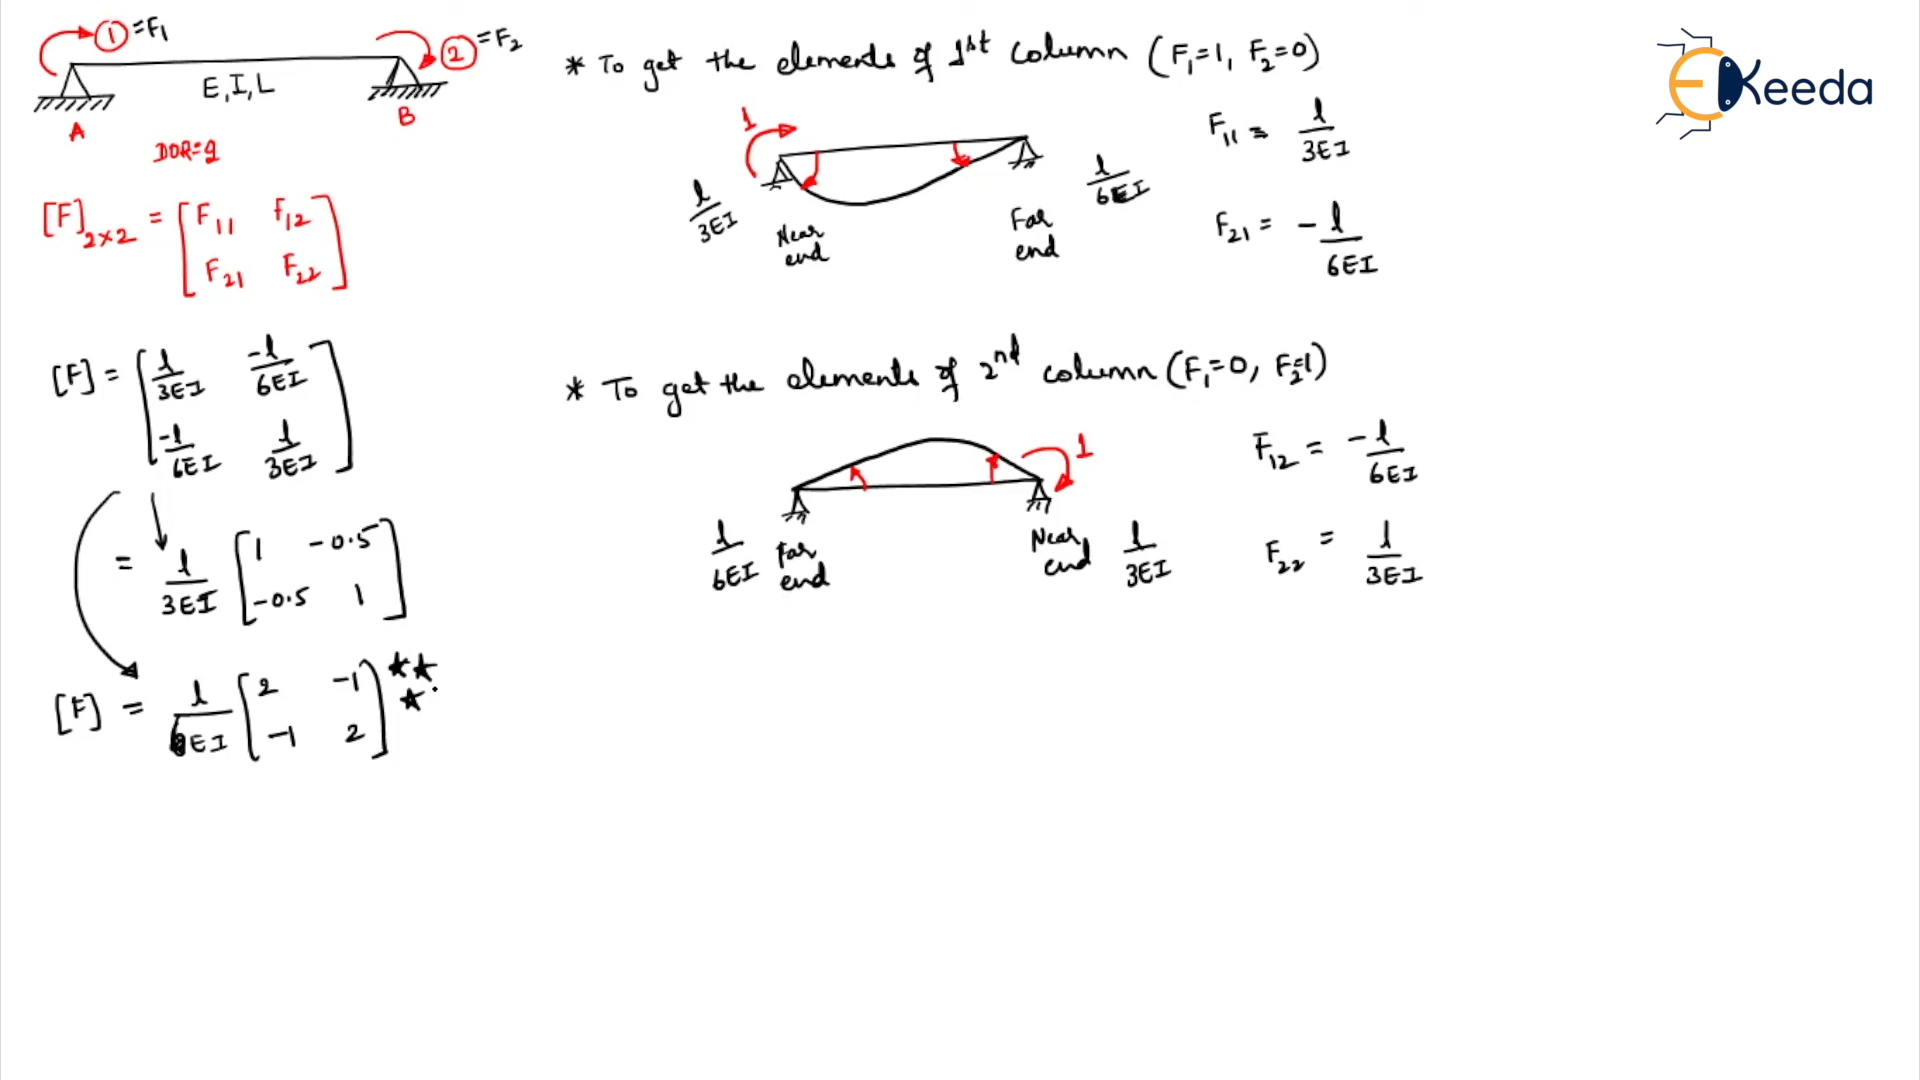 ① = F₁
② = F₂
E, I, L
A
B
DOR = 2
[F]₂ₓ₂ = [ F₁₁ f₁₂
F₂₁ F₂₂ ]
[F] = [ l/3EI -l/6EI
-l/6EI l/3EI ]
= l/3EI [ 1 -0.5
-0.5 1 ]
[F] = l/6EI [ 2 -1
-1 2 ] ★★★
* To get the elements of 1st column (F₁=1, F₂=0)
1
l/3EI
Near end
Far end
l/6EI
F₁₁ = l/3EI
F₂₁ = -l/6EI
* To get the elements of 2nd column (F₁=0, F₂=1)
1
l/6EI
Far end
Near end
l/3EI
F₁₂ = -l/6EI
F₂₂ = l/3EI
EKeeda